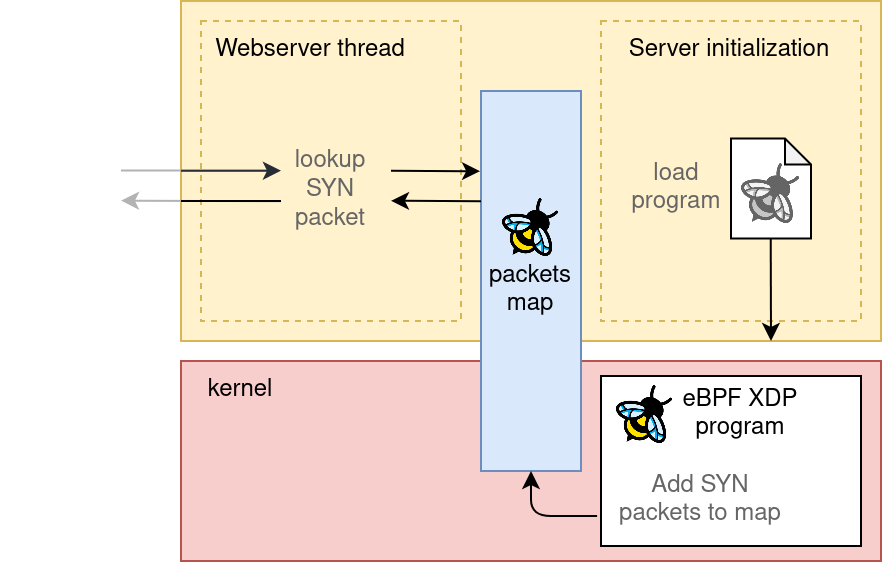 Webserver thread
Server initialization
lookup
SYN
packet
load
program
packets
map
kernel
eBPF XDP
program
Add SYN
packets to map